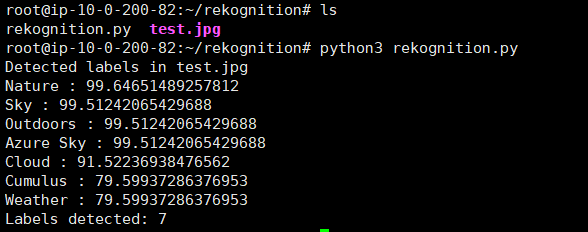 root@ip-10-0-200-82:~/rekognition# ls
rekognition.py  test.jpg
root@ip-10-0-200-82:~/rekognition# python3 rekognition.py
Detected labels in test.jpg
Nature : 99.64651489257812
Sky : 99.51242065429688
Outdoors : 99.51242065429688
Azure Sky : 99.51242065429688
Cloud : 91.52236938476562
Cumulus : 79.59937286376953
Weather : 79.59937286376953
Labels detected: 7